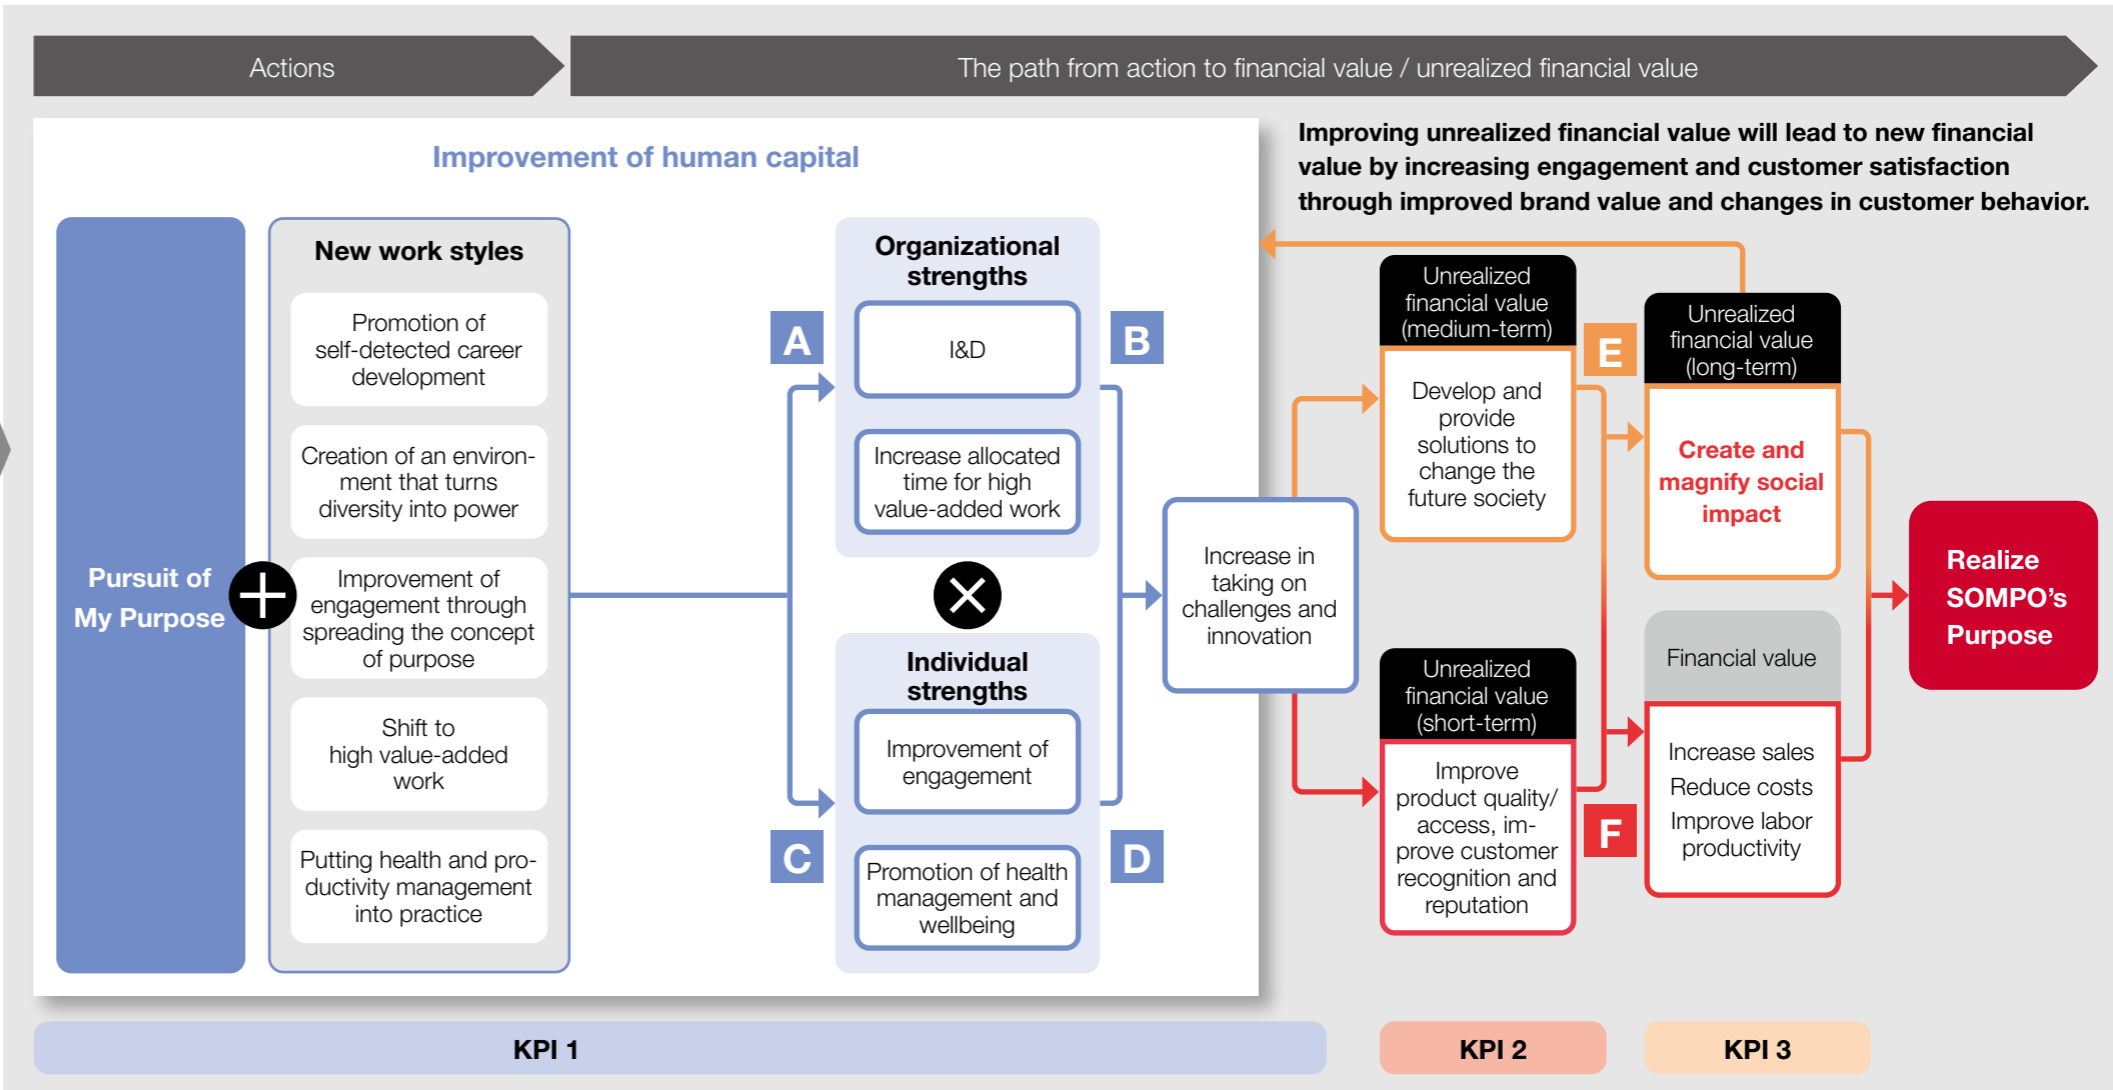 Actions
The path from action to financial value / unrealized financial value
Improvement of human capital
Improving unrealized financial value will lead to new financial
value by increasing engagement and customer satisfaction
through improved brand value and changes in customer behavior.
Pursuit of
My Purpose
+
New work styles
Promotion of
self-detected career
development
Creation of an environ-
ment that turns
diversity into power
Improvement of
engagement through
spreading the concept
of purpose
Shift to
high value-added
work
Putting health and pro-
ductivity management
into practice
A
B
Organizational
strengths
I&D
Increase allocated
time for high
value-added work
×
Individual
strengths
Improvement of
engagement
C
D
Promotion of health
management and
wellbeing
Increase in
taking on
challenges and
innovation
Unrealized
financial value
(medium-term)
Develop and
provide
solutions to
change the
future society
E
Unrealized
financial value
(long-term)
Create and
magnify social
impact
Unrealized
financial value
(short-term)
Improve
product quality/
access, im-
prove customer
recognition and
reputation
F
Financial value
Increase sales
Reduce costs
Improve labor
productivity
Realize
SOMPO’s
Purpose
KPI 1
KPI 2
KPI 3